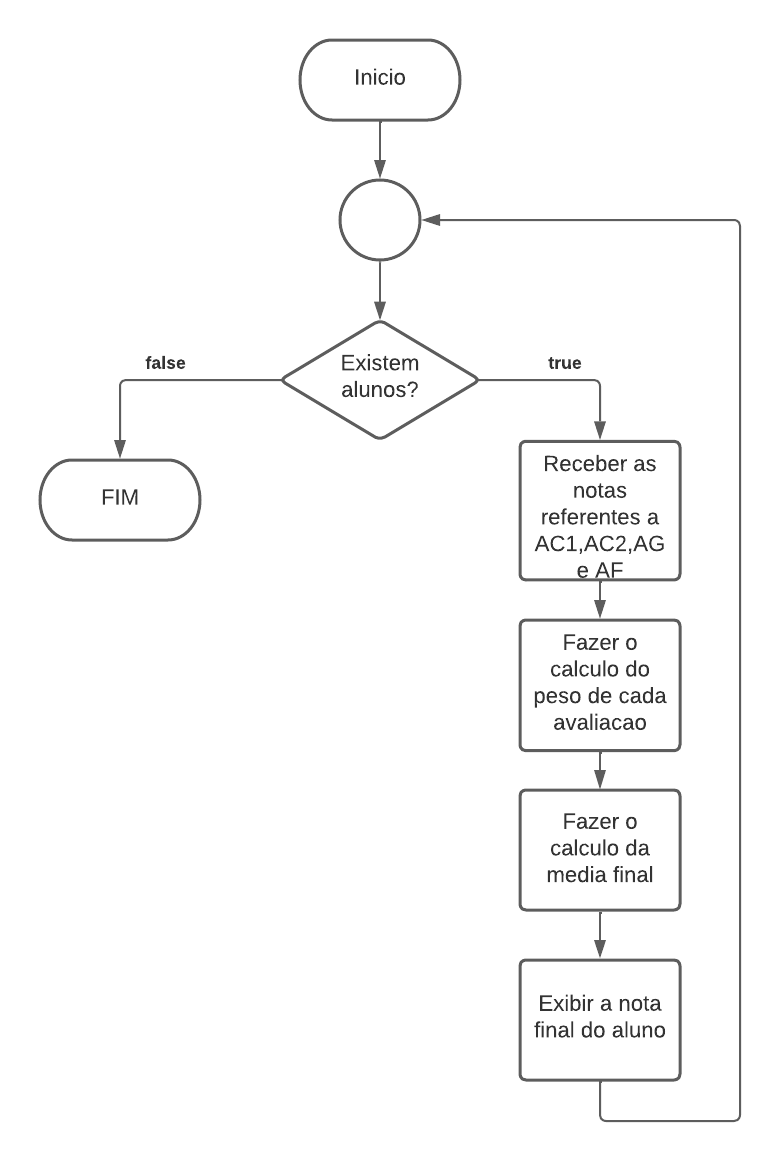 Inicio
Existem
alunos?
false
true
FIM
Receber as
notas
referentes a
AC1,AC2,AG
e AF
Fazer o
calculo do
peso de cada
avaliacao
Fazer o
calculo da
media final
Exibir a nota
final do aluno